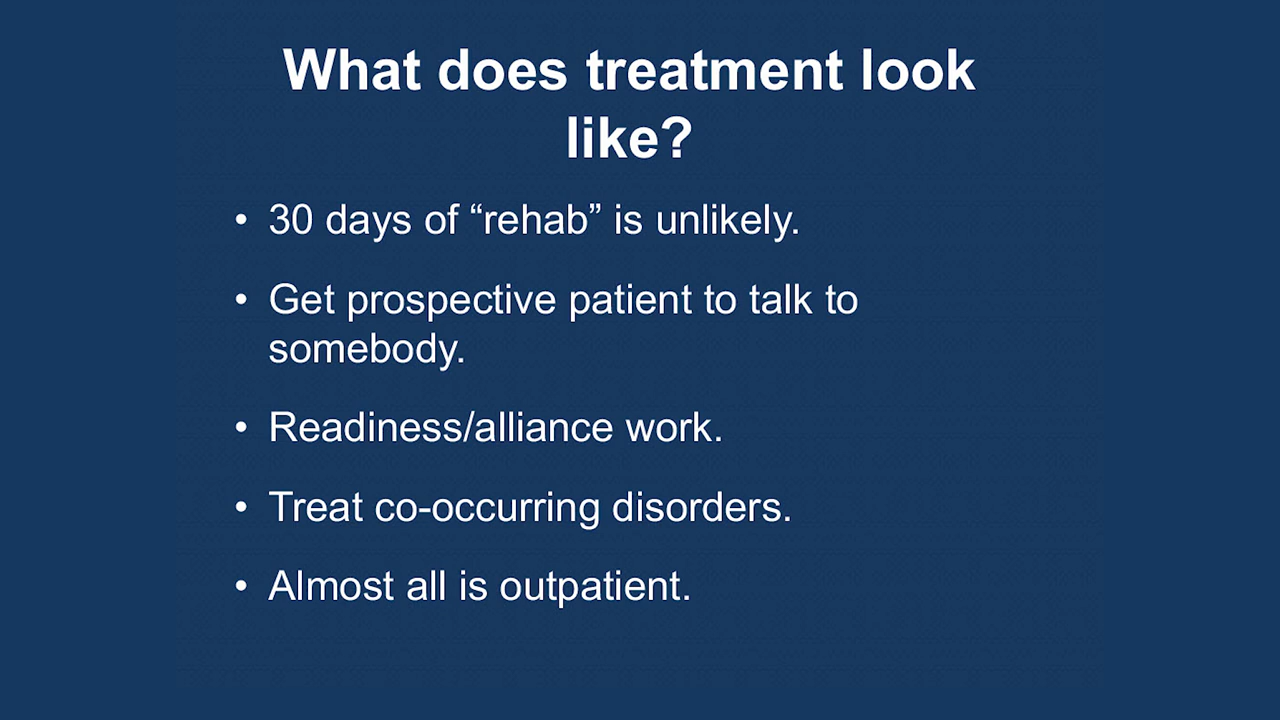 What does treatment look
like?
• 30 days of “rehab” is unlikely.
• Get prospective patient to talk to
somebody.
• Readiness/alliance work.
• Treat co-occurring disorders.
• Almost all is outpatient.